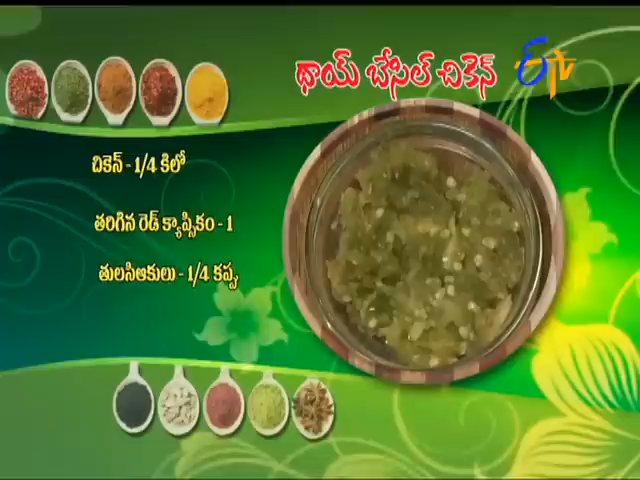 థాయ్ బేసిల్ చికెన్
etv
చికెన్ - 1/4 కిలో
తరిగిన రెడ్ క్యాప్సికం - 1
తులసిఆకులు - 1/4 కప్పు